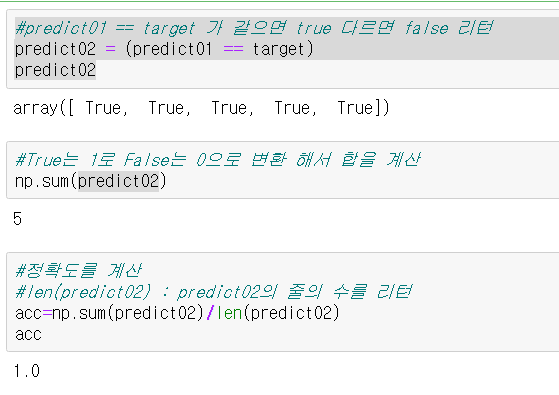 #predict01 == target 가 같으면 true 다르면 false 리턴
predict02 = (predict01 == target)
predict02
array([ True,  True,  True,  True,  True])
#True는 1로 False는 0으로 변환 해서 합을 계산
np.sum(predict02)
5
#정확도를 계산
#len(predict02) : predict02의 줄의 수를 리턴
acc=np.sum(predict02)/len(predict02)
acc
1.0